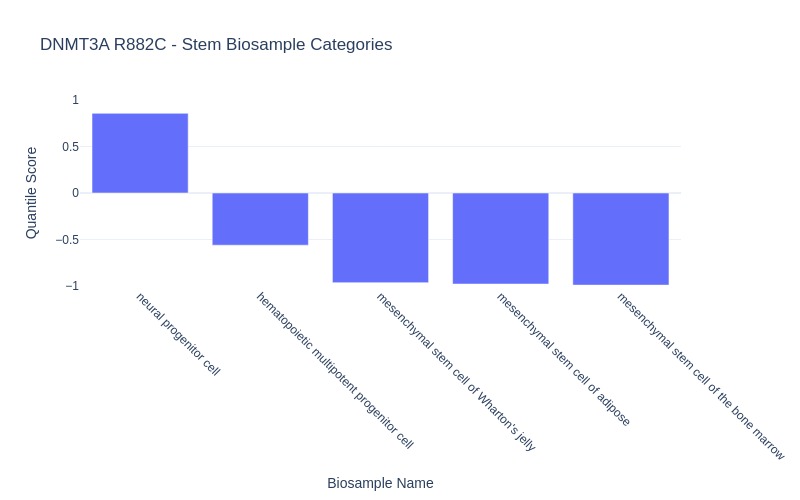 DNMT3A R882C - Stem Biosample Categories
Quantile Score
1
0.5
0
−0.5
−1
neural progenitor cell
hematopoietic multipotent progenitor cell
mesenchymal stem cell of Wharton's jelly
mesenchymal stem cell of adipose
mesenchymal stem cell of the bone marrow
Biosample Name